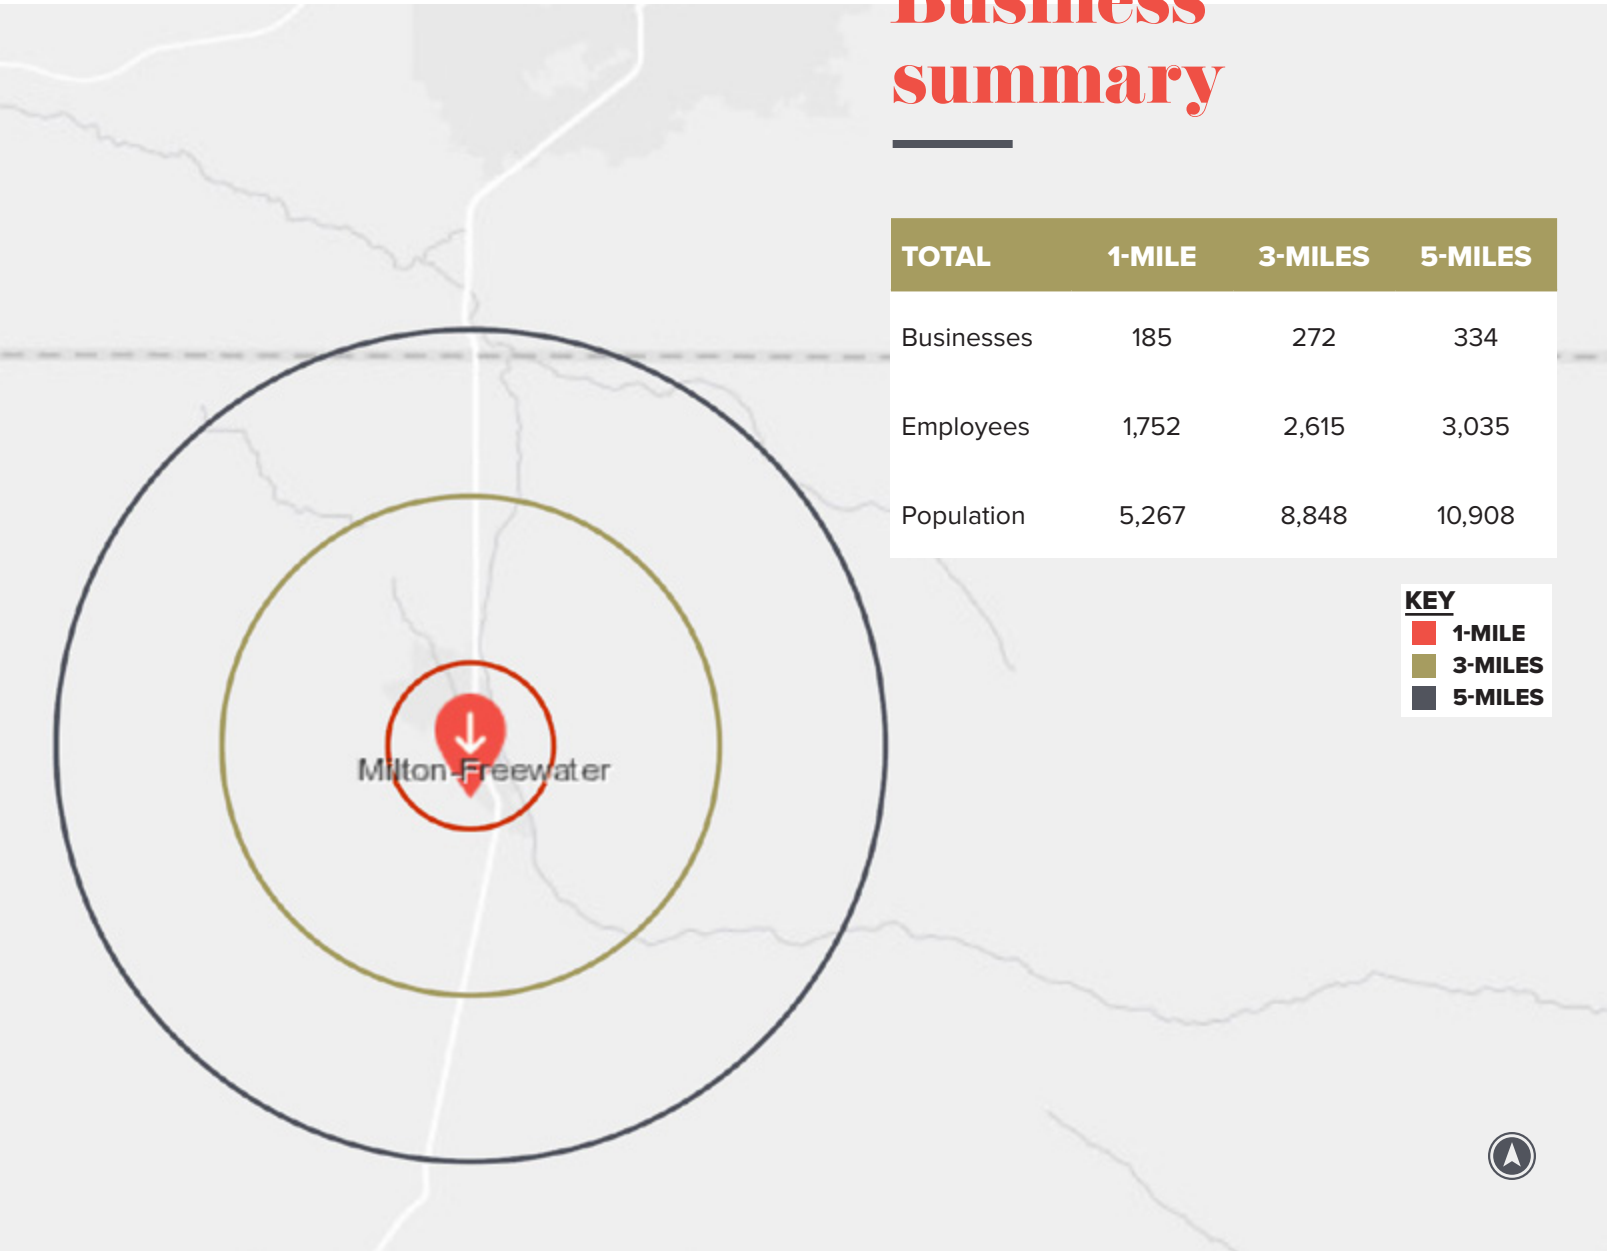 Business
summary
TOTAL 1-MILE 3-MILES 5-MILES
Businesses 185 272 334
Employees 1,752 2,615 3,035
Population 5,267 8,848 10,908
KEY
1-MILE
3-MILES
5-MILES
Milton-Freewater